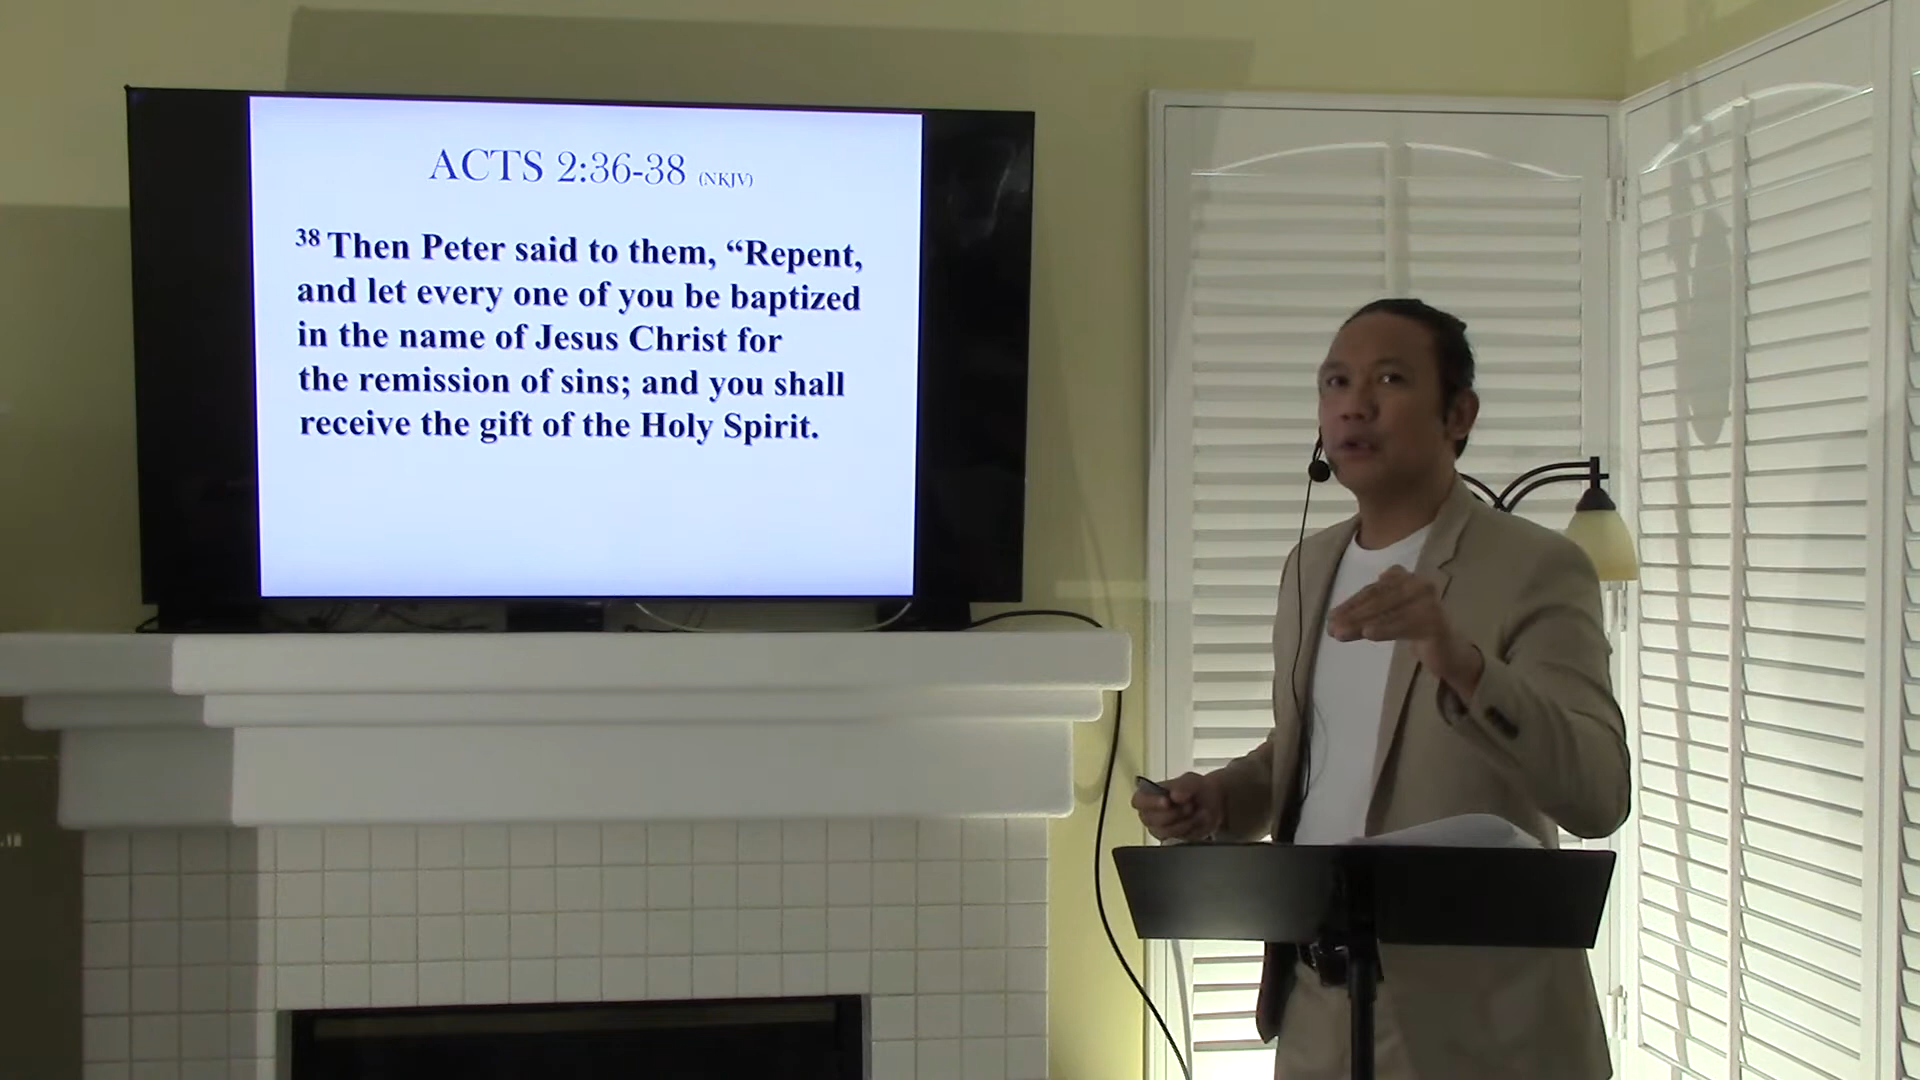 ACTS 2:36-38 (NKJV)
38 Then Peter said to them, “Repent,
and let every one of you be baptized
in the name of Jesus Christ for
the remission of sins; and you shall
receive the gift of the Holy Spirit.